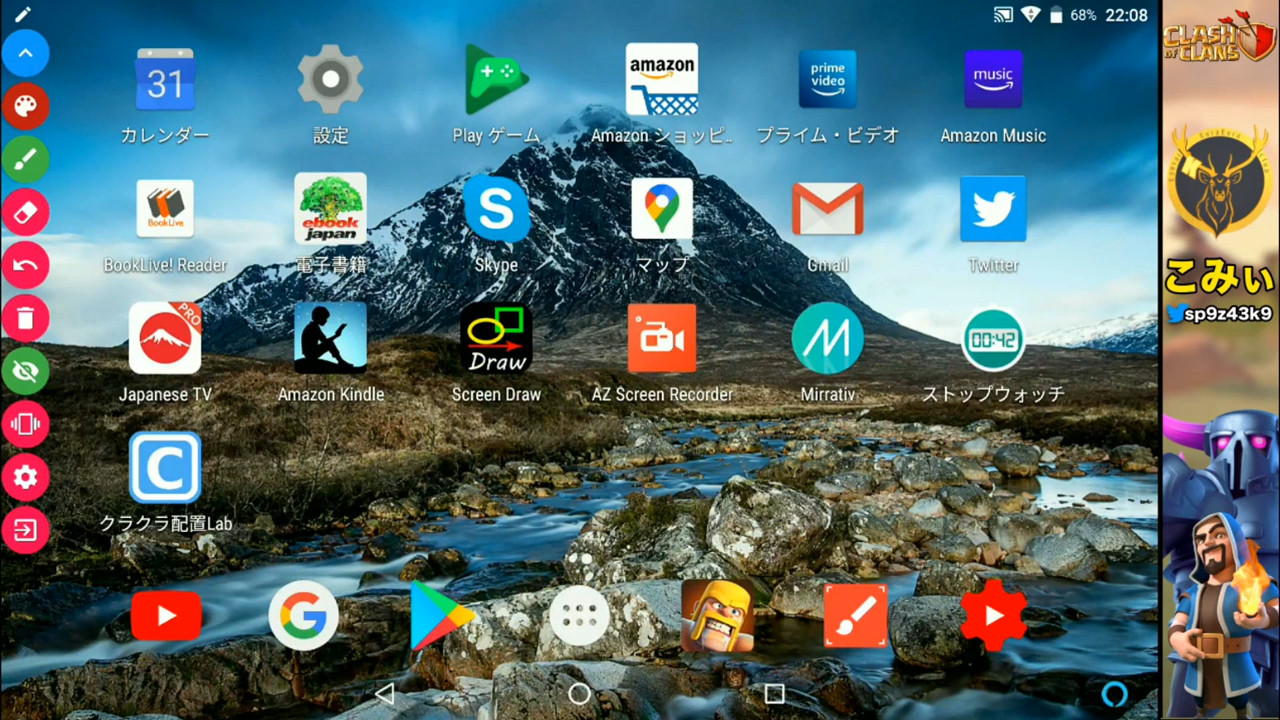 68% 22:08
31
カレンダー
設定
Play ゲーム
amazon
Amazon ショッピ..
prime video
プライム・ビデオ
music
Amazon Music
BookLive
BookLive! Reader
ebook japan
電子書籍
S
Skype
マップ
Gmail
Twitter
PRO
Japanese TV
Amazon Kindle
Draw
Screen Draw
AZ Screen Recorder
M
Mirrativ
00:42
ストップウォッチ
C
クラクラ配置Lab
G
CLASH OF CLANS
こみぃ
sp9z43k9